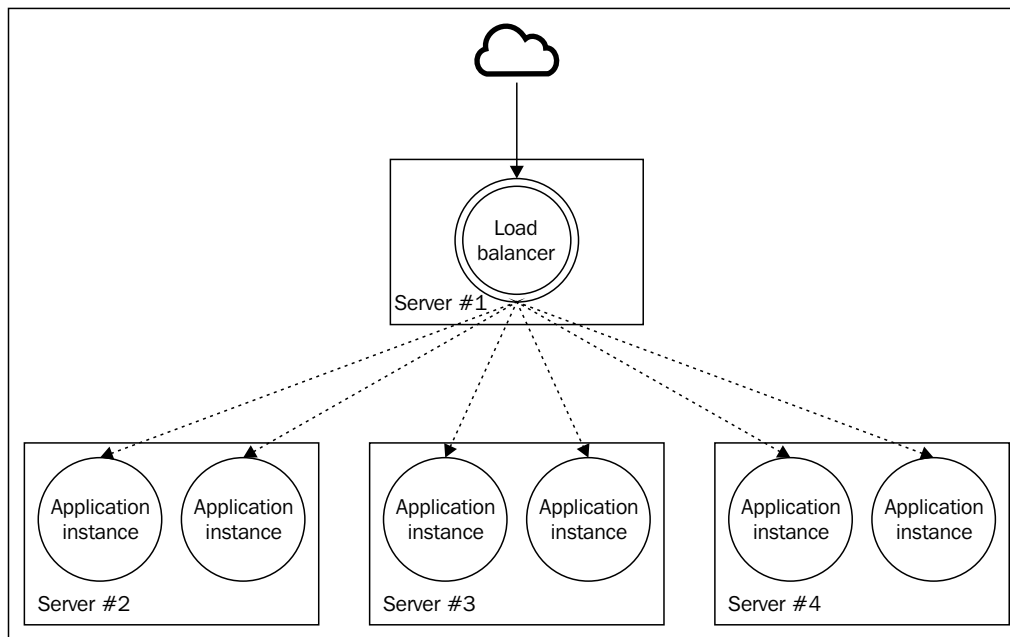 Load
balancer
Server #1
Application
instance
Application
instance
Application
instance
Application
instance
Application
instance
Application
instance
Server #2
Server #3
Server #4